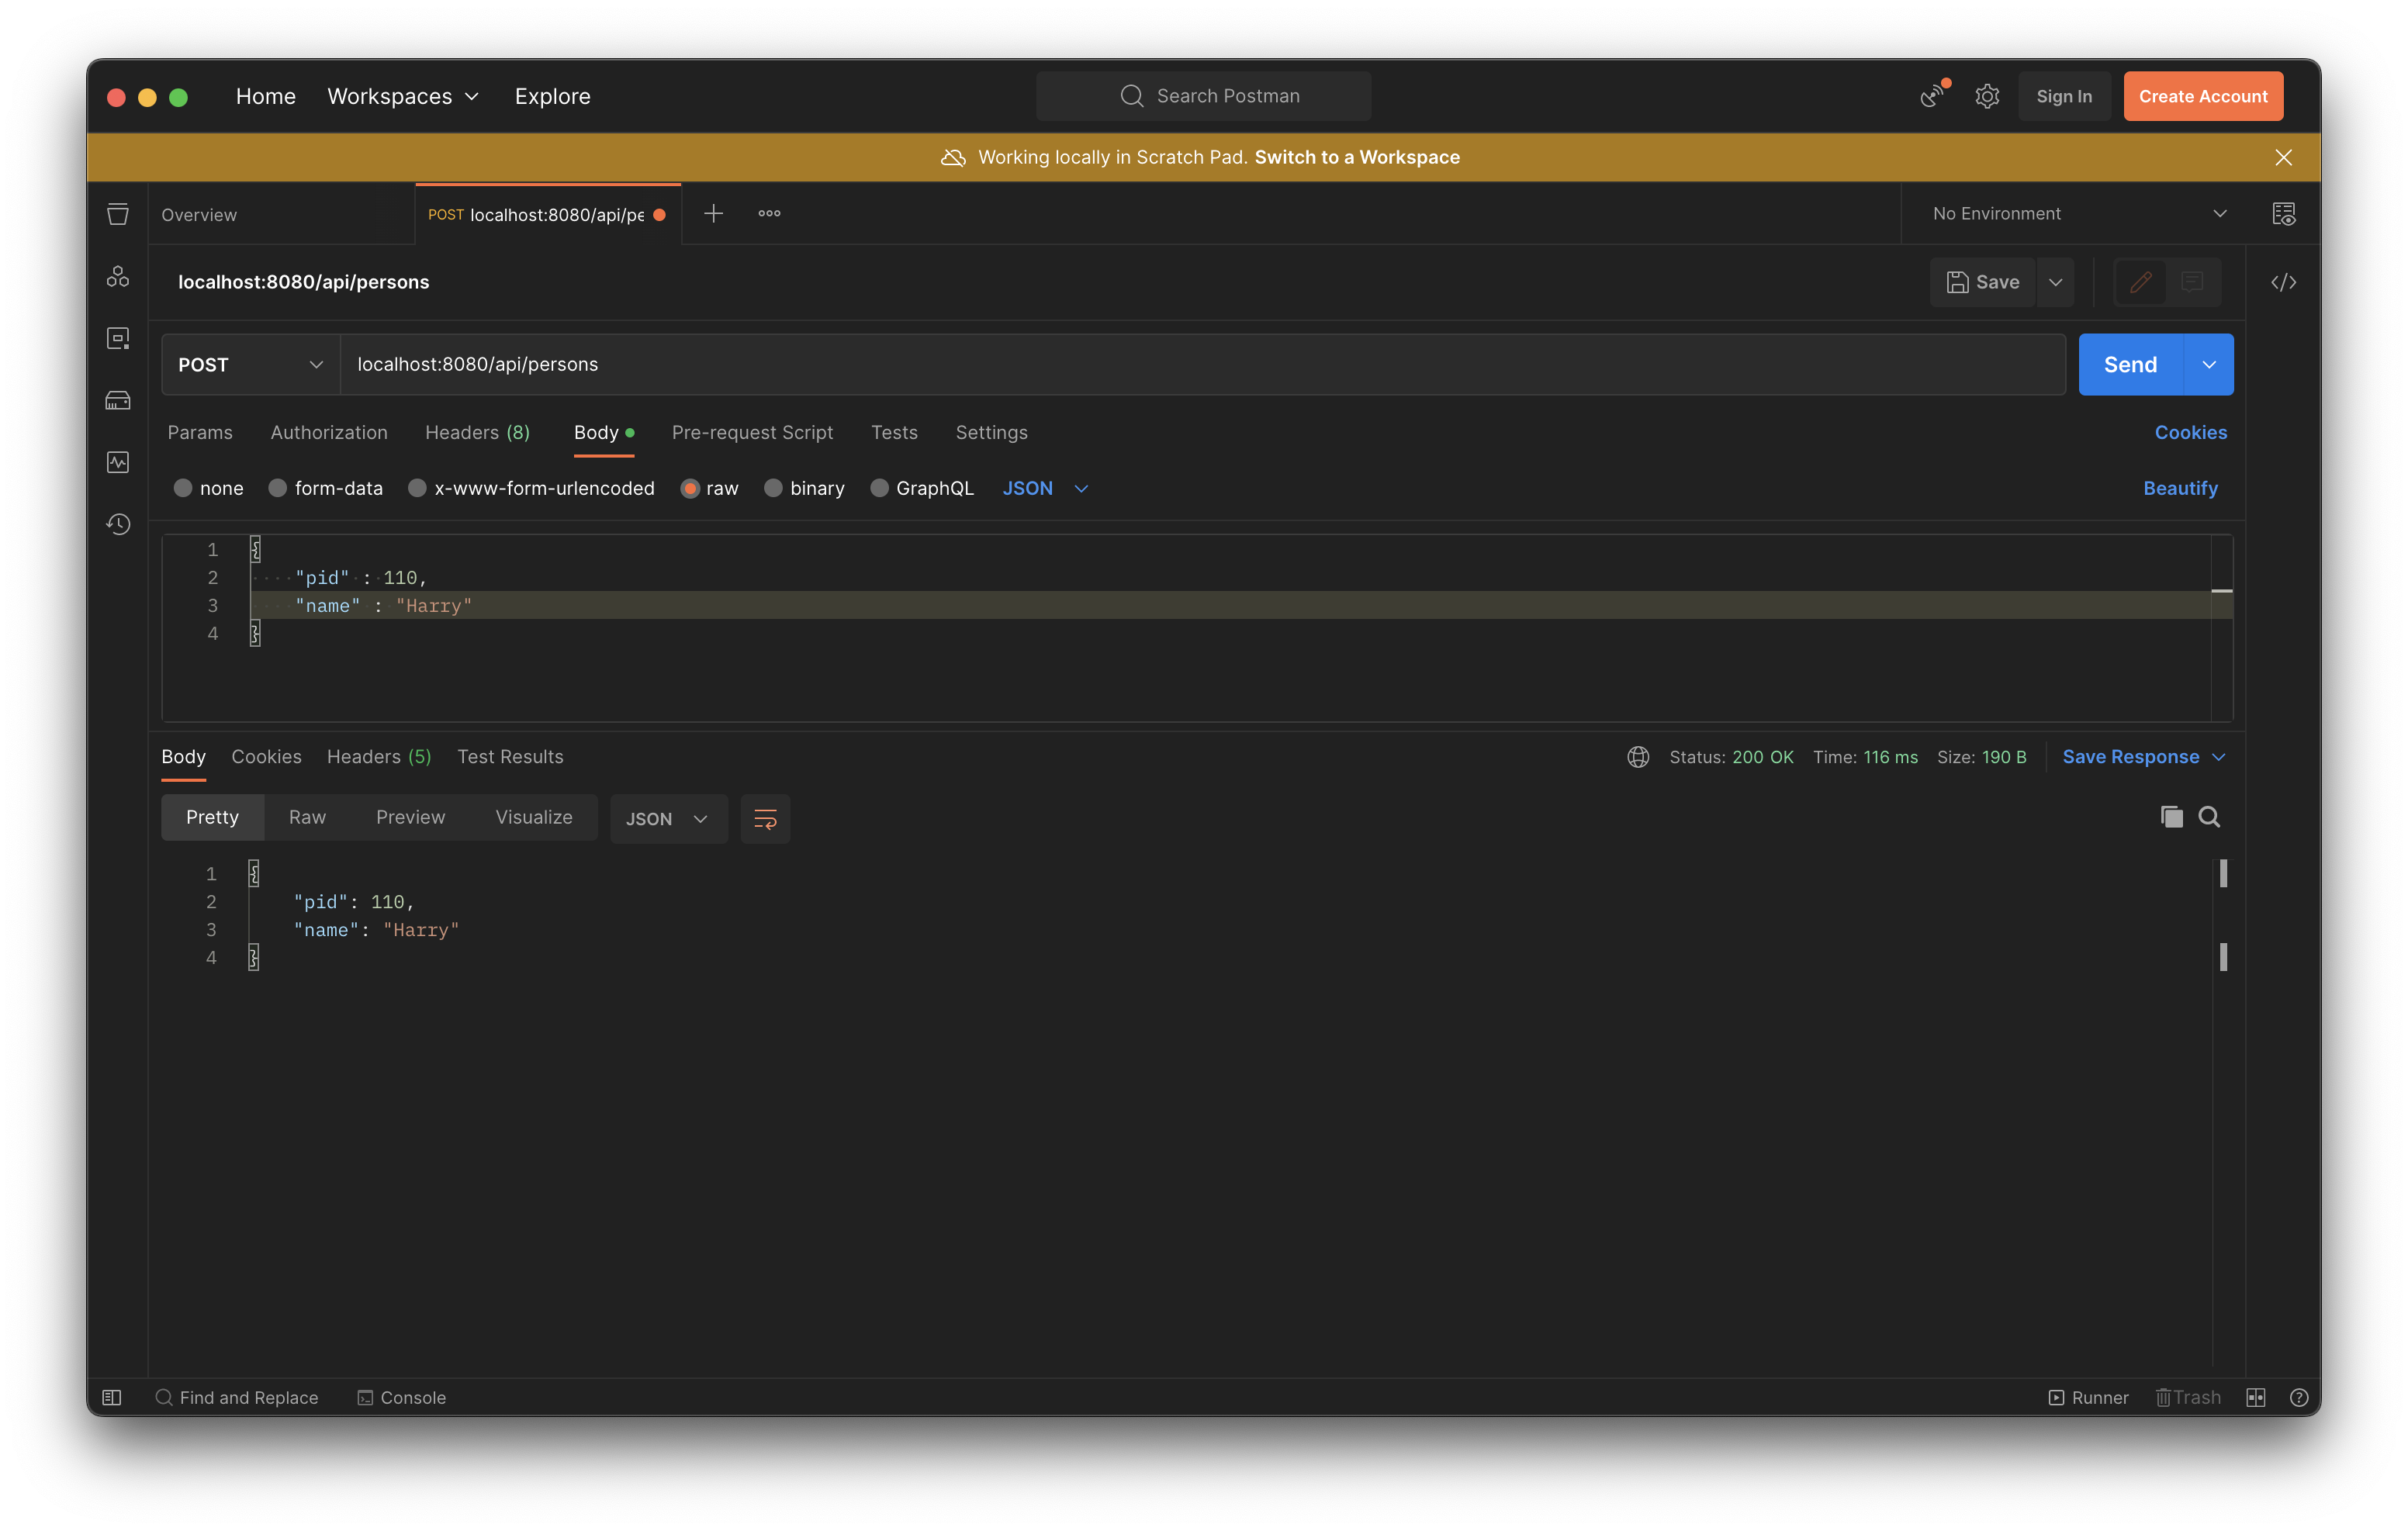 Home Workspaces Explore Search Postman Sign In Create Account
Working locally in Scratch Pad. Switch to a Workspace
Overview POST localhost:8080/api/pe No Environment
localhost:8080/api/persons Save
POST localhost:8080/api/persons Send
Params Authorization Headers (8) Body Pre-request Script Tests Settings Cookies
none form-data x-www-form-urlencoded raw binary GraphQL JSON Beautify
1 {
2 "pid" : 110,
3 "name" : "Harry"
4 }
Body Cookies Headers (5) Test Results Status: 200 OK Time: 116 ms Size: 190 B Save Response
Pretty Raw Preview Visualize JSON
1 {
2 "pid": 110,
3 "name": "Harry"
4 }
Find and Replace Console Runner Trash